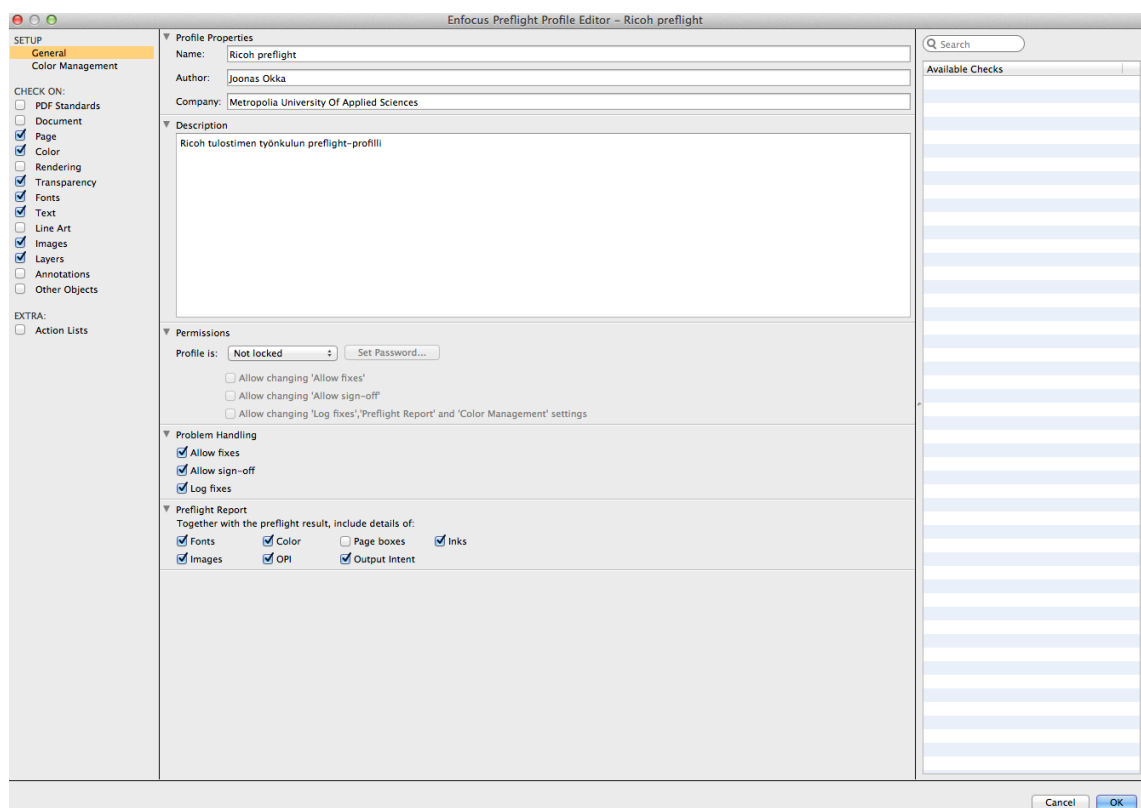 Enfocus Preflight Profile Editor – Ricoh preflight
SETUP
General
Color Management
CHECK ON:
PDF Standards
Document
Page
Color
Rendering
Transparency
Fonts
Text
Line Art
Images
Layers
Annotations
Other Objects
EXTRA:
Action Lists
Profile Properties
Name: Ricoh preflight
Author: Joonas Okka
Company: Metropolia University Of Applied Sciences
Description
Ricoh tulostimen työnkulun preflight-profilli
Permissions
Profile is: Not locked Set Password...
Allow changing 'Allow fixes'
Allow changing 'Allow sign-off'
Allow changing 'Log fixes','Preflight Report' and 'Color Management' settings
Problem Handling
Allow fixes
Allow sign-off
Log fixes
Preflight Report
Together with the preflight result, include details of:
Fonts Color Page boxes Inks
Images OPI Output Intent
Search
Available Checks
Cancel OK